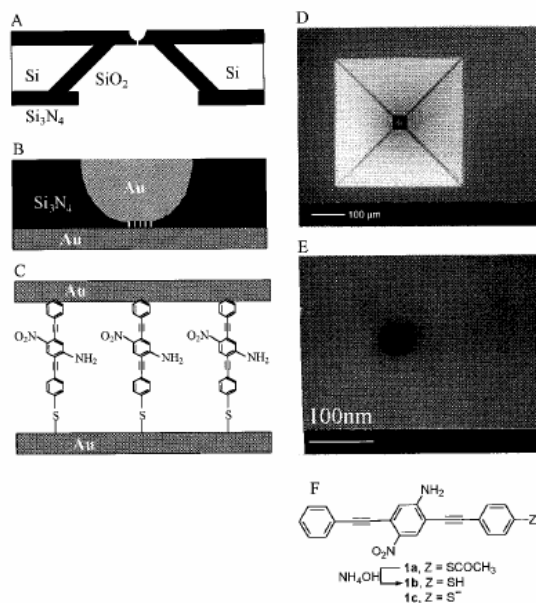 A
Si
SiO2
Si
Si3N4
B
Au
Si3N4
Au
C
Au
O2N
NH2
O2N
NH2
O2N
NH2
S
S
S
Au
D
100 µm
E
100nm
F
NH2
Z
O2N
1a, Z = SCOCH3
NH4OH
1b, Z = SH
1c, Z = S⁻